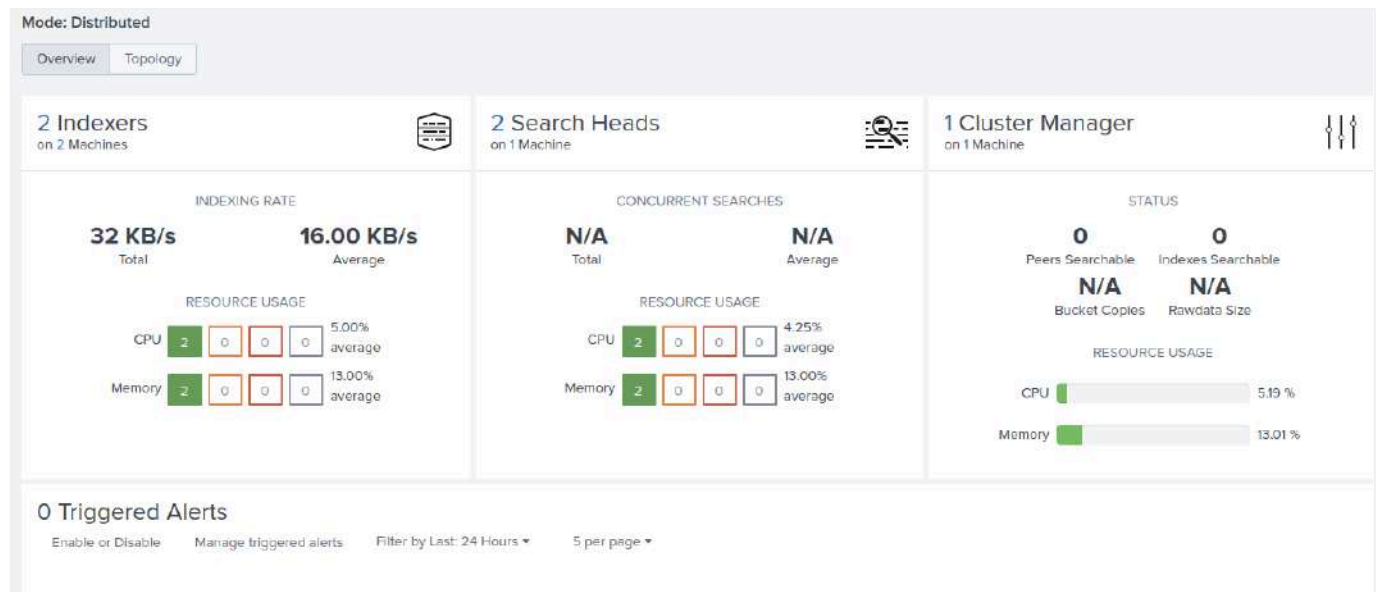 Mode: Distributed
Overview Topology
2 Indexers
on 2 Machines
INDEXING RATE
32 KB/s 16.00 KB/s
Total Average
RESOURCE USAGE
CPU 2 0 0 0 5.00% average
Memory 2 0 0 0 13.00% average
2 Search Heads
on 1 Machine
CONCURRENT SEARCHES
N/A N/A
Total Average
RESOURCE USAGE
CPU 2 0 0 0 4.25% average
Memory 2 0 0 0 13.00% average
1 Cluster Manager
on 1 Machine
STATUS
0 0
Peers Searchable Indexes Searchable
N/A N/A
Bucket Copies Rawdata Size
RESOURCE USAGE
CPU 5.19 %
Memory 13.01 %
0 Triggered Alerts
Enable or Disable Manage triggered alerts Filter by Last: 24 Hours 5 per page